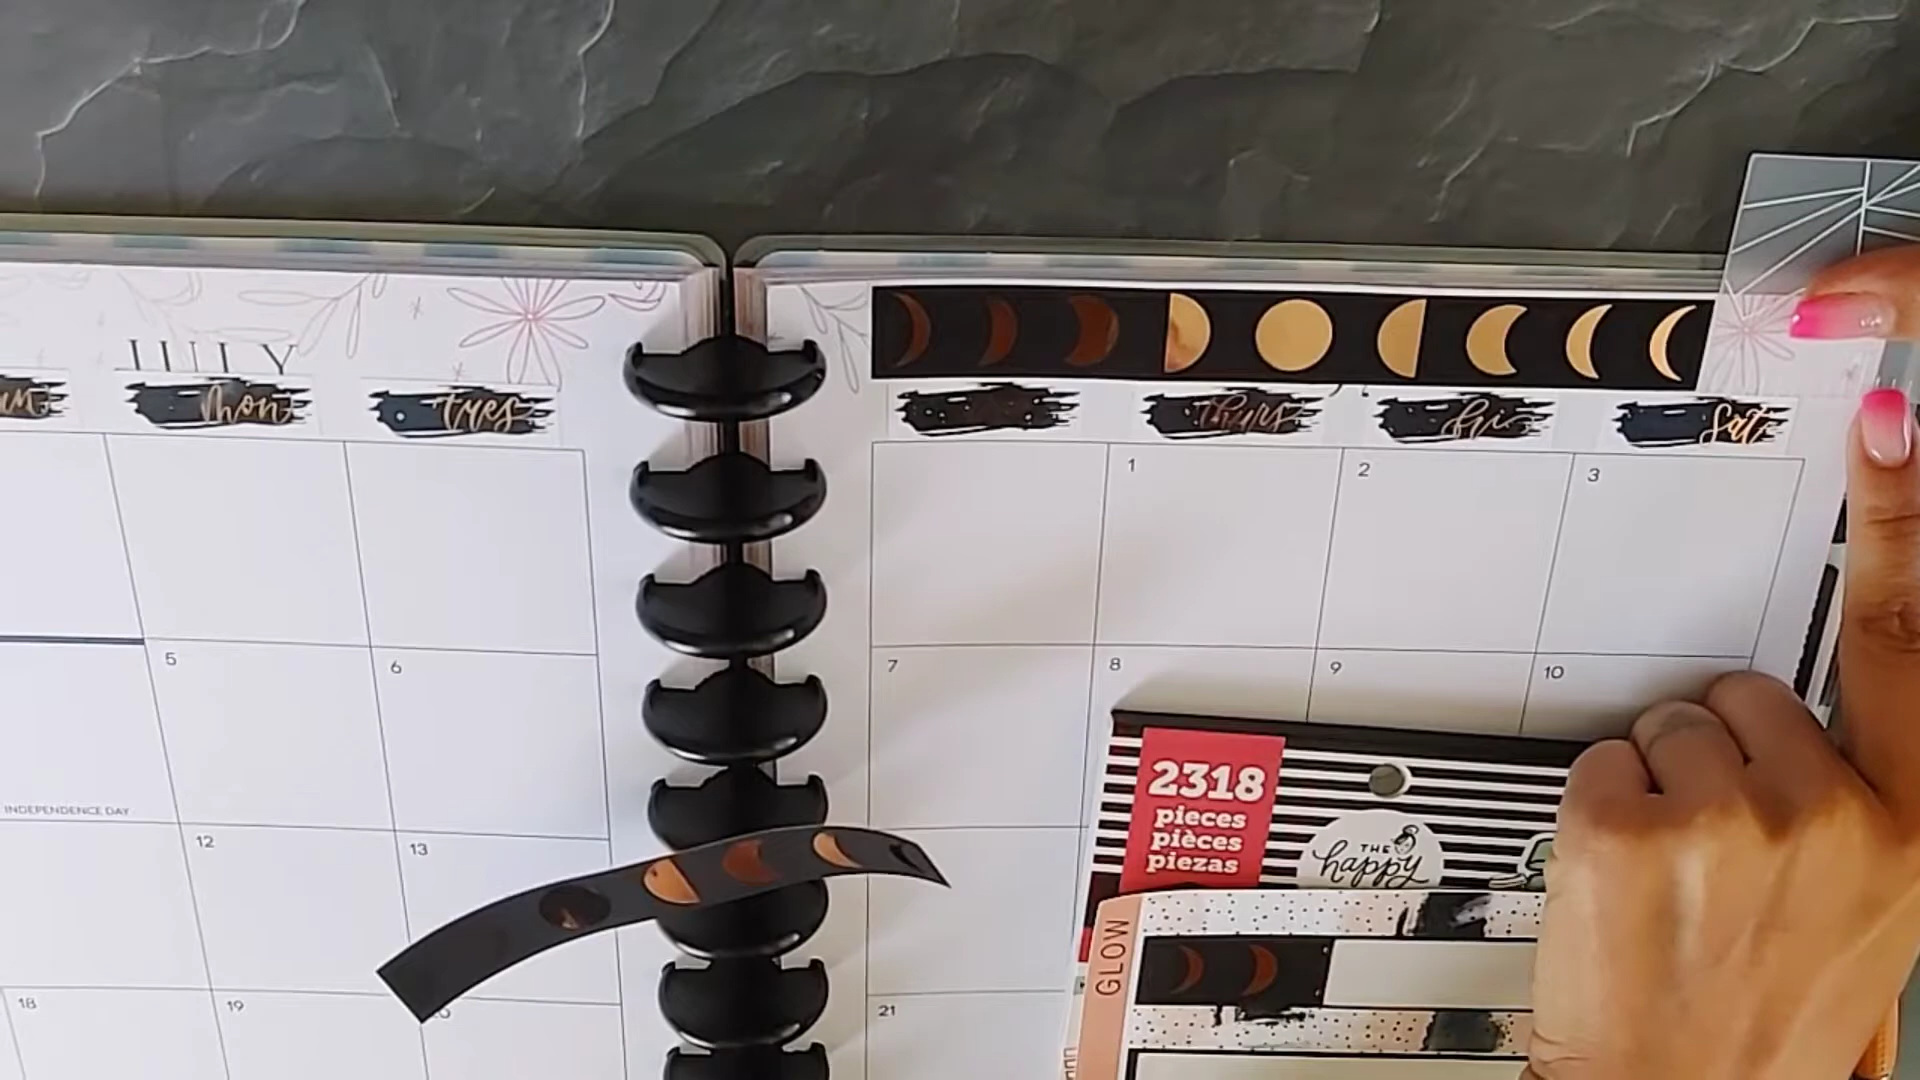 JULY
mon
tues
thurs
fri
sat
1
2
3
5
6
7
8
9
10
INDEPENDENCE DAY
12
13
18
19
21
2318
pieces
pièces
piezas
THE
happy
GLOW